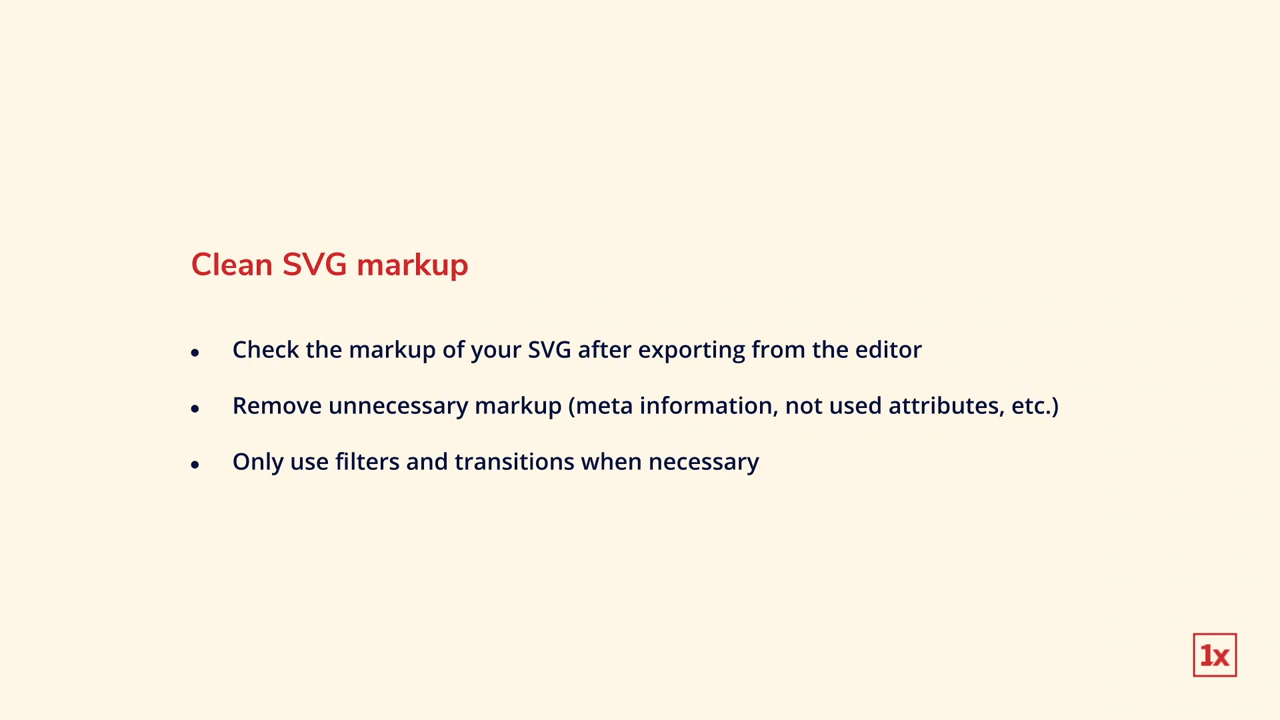 Clean SVG markup
• Check the markup of your SVG after exporting from the editor
• Remove unnecessary markup (meta information, not used attributes, etc.)
• Only use filters and transitions when necessary
1x